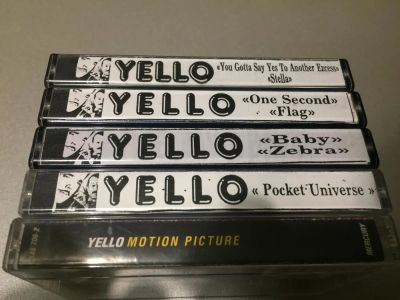 YELLO «You Gotta Say Yes To Another Excess»
«Stella»
YELLO «One Second»
«Flag»
YELLO «Baby»
«Zebra»
YELLO « Pocket Universe »
YELLO MOTION PICTURE
MERCURY